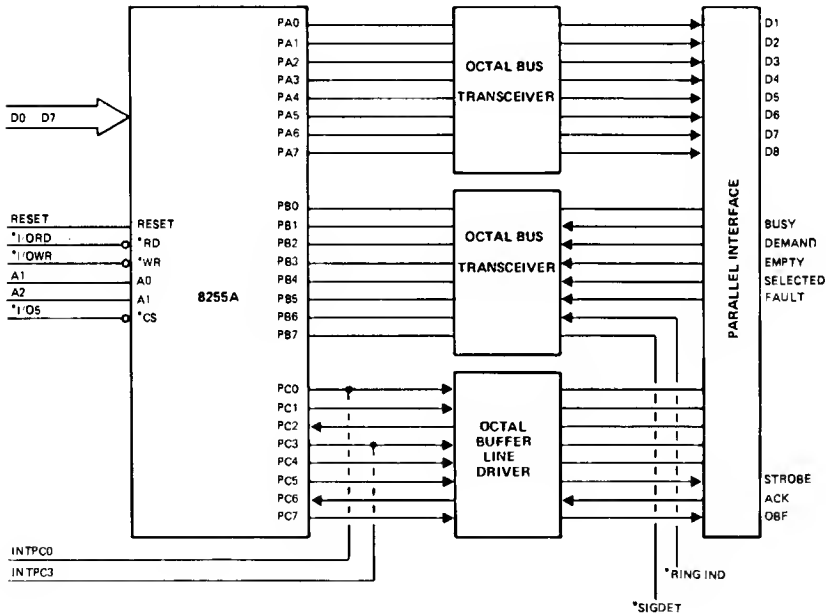 PA0
PA1
PA2
PA3
PA4
PA5
PA6
PA7
OCTAL BUS
TRANSCEIVER
D1
D2
D3
D4
D5
D6
D7
D8
D0 D7
PB0
PB1
PB2
PB3
PB4
PB5
PB6
PB7
OCTAL BUS
TRANSCEIVER
BUSY
DEMAND
EMPTY
SELECTED
FAULT
PARALLEL INTERFACE
RESET
*I/ORD
*I/OWR
A1
A2
*I/OS
RESET
*RD
*WR
A0
A1
*CS
8255A
PC0
PC1
PC2
PC3
PC4
PC5
PC6
PC7
OCTAL
BUFFER
LINE
DRIVER
STROBE
ACK
OBF
INTPC0
INTPC3
*RING IND
*SIGDET